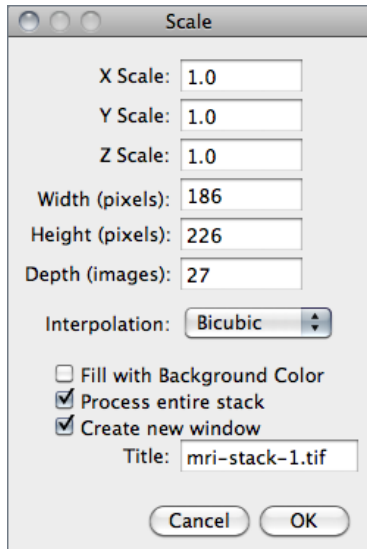 Scale
X Scale: 1.0
Y Scale: 1.0
Z Scale: 1.0
Width (pixels): 186
Height (pixels): 226
Depth (images): 27
Interpolation: Bicubic
Fill with Background Color
Process entire stack
Create new window
Title: mri-stack-1.tif
Cancel OK